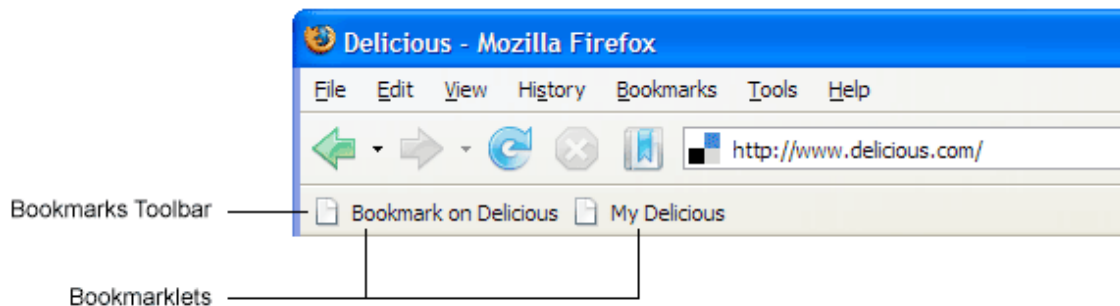 Delicious - Mozilla Firefox
File Edit View History Bookmarks Tools Help
http://www.delicious.com/
Bookmarks Toolbar
Bookmark on Delicious My Delicious
Bookmarklets